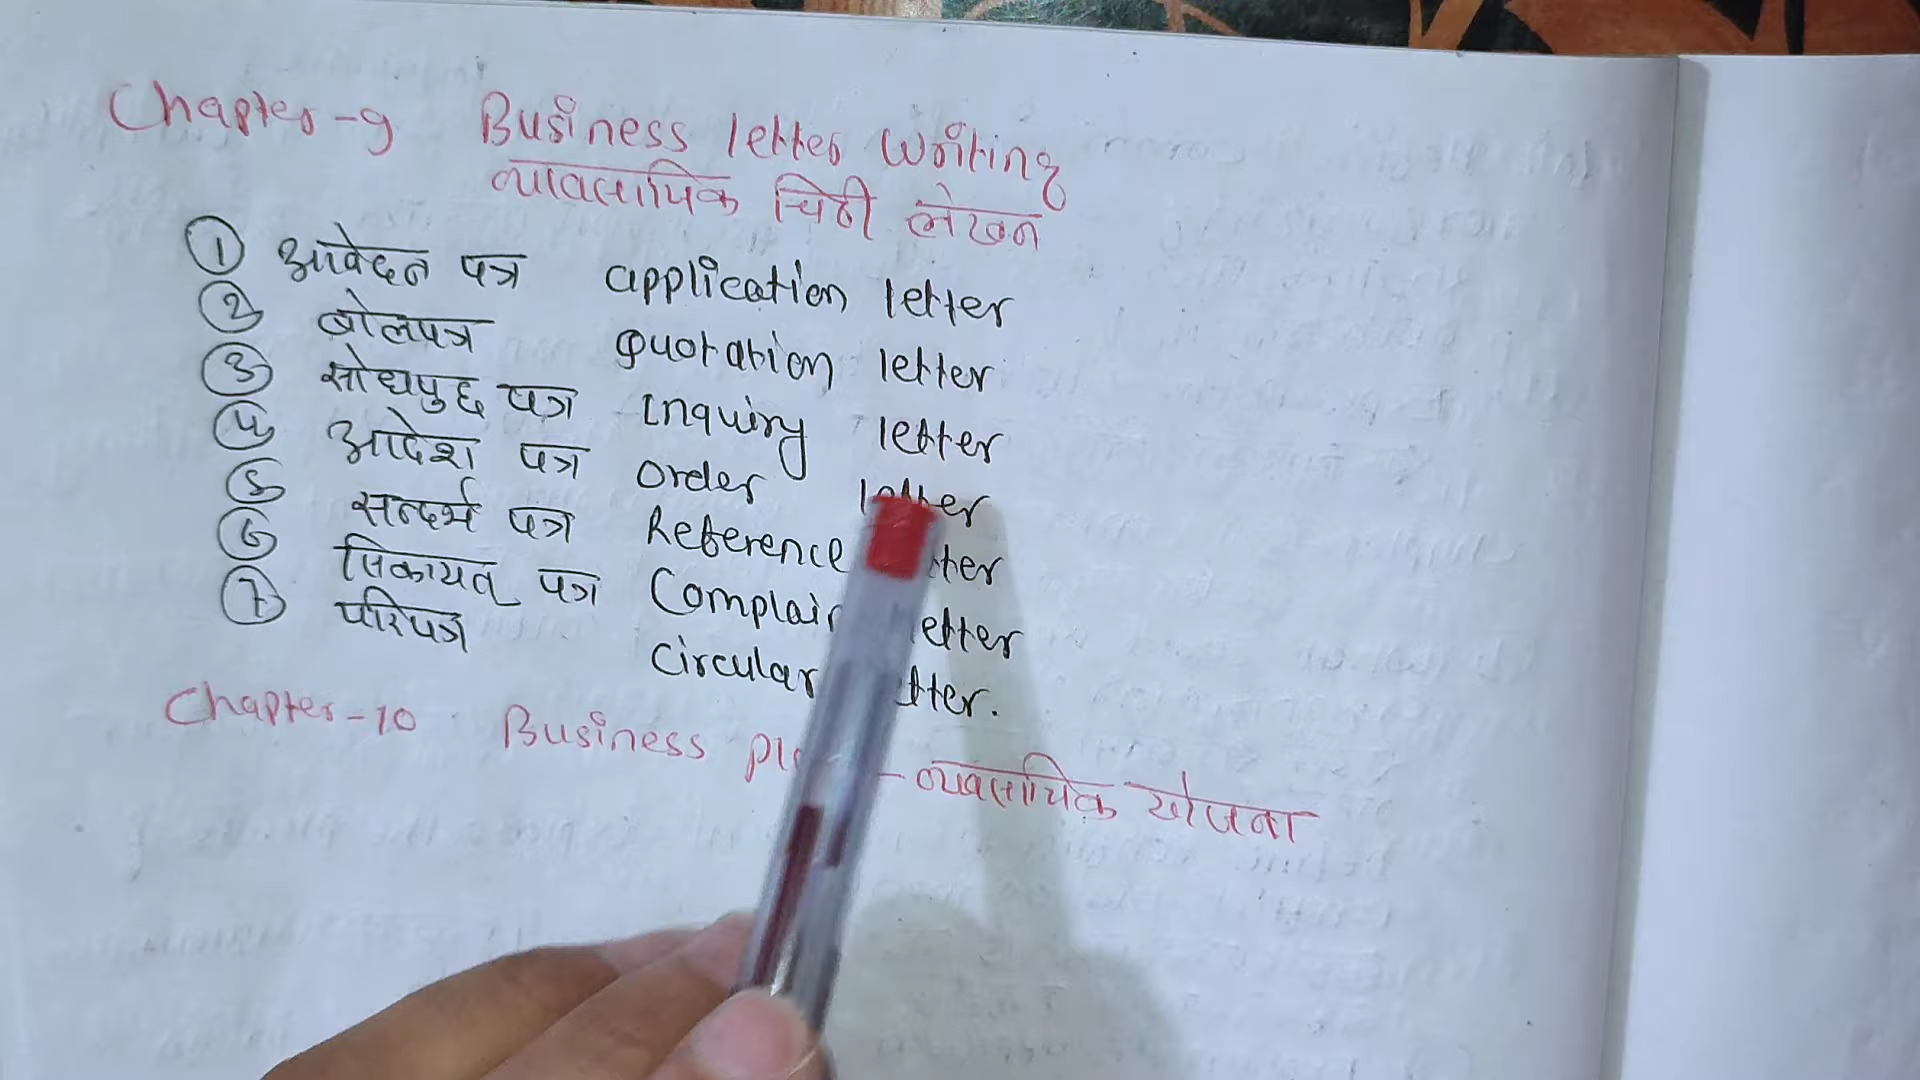 Chapter-9 Business letter writing
व्यावसायिक चिठी लेखन
① आवेदन पत्र application letter
② बोलपत्र quotation letter
③ सोधपुछ पत्र Inquiry letter
④ आदेश पत्र order letter
⑤ सन्दर्भ पत्र Reference
⑥ सिकायत पत्र
⑦ परिपत्र circular
Chapter-10 Business - व्यवसायिक योजना